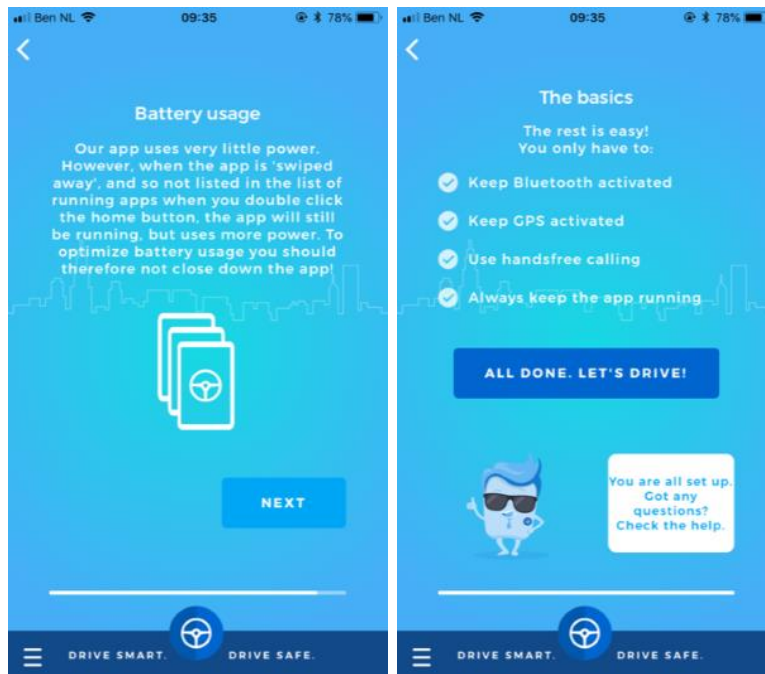 Ben NL 09:35 78%
Battery usage
Our app uses very little power.
However, when the app is 'swiped
away', and so not listed in the list of
running apps when you double click
the home button, the app will still
be running, but uses more power. To
optimize battery usage you should
therefore not close down the app!
NEXT
DRIVE SMART. DRIVE SAFE.
Ben NL 09:35 78%
The basics
The rest is easy!
You only have to:
Keep Bluetooth activated
Keep GPS activated
Use handsfree calling
Always keep the app running
ALL DONE. LET'S DRIVE!
You are all set up.
Got any
questions?
Check the help.
DRIVE SMART. DRIVE SAFE.